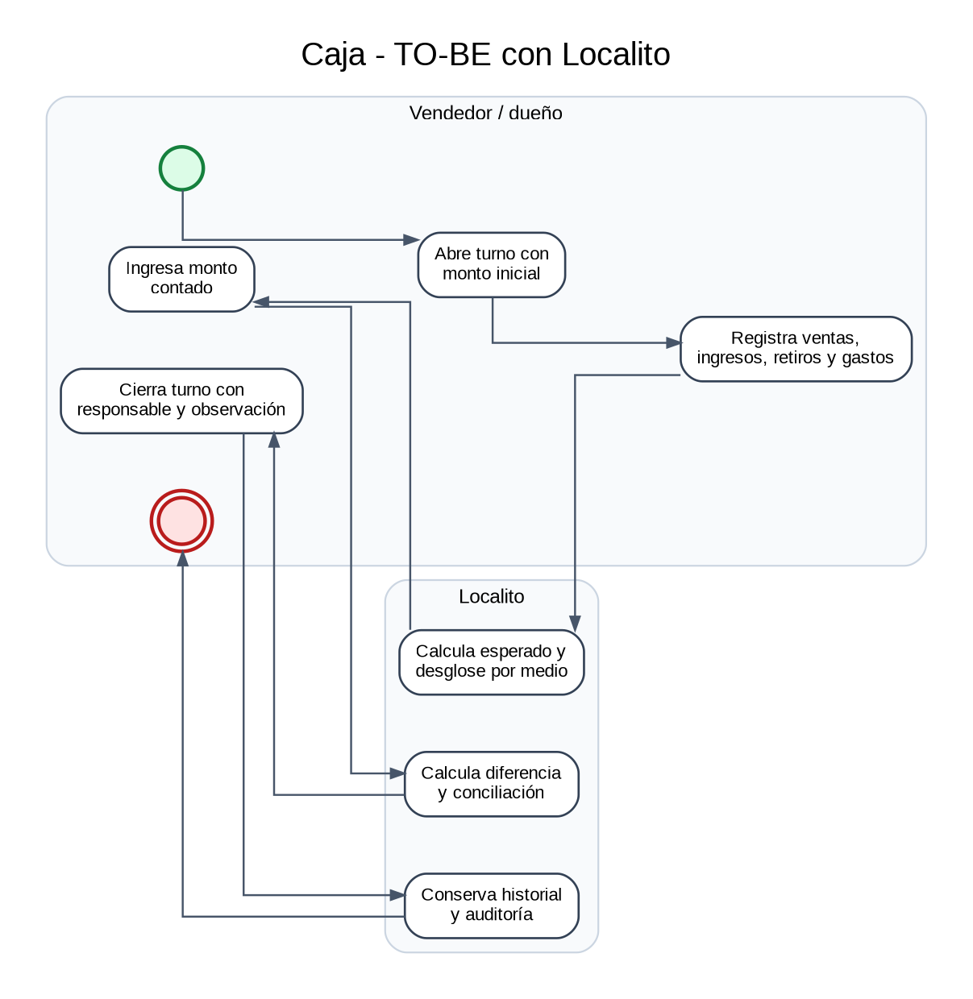 Caja - TO-BE con Localito
Vendedor / dueño
Abre turno con
monto inicial
Ingresa monto
contado
Registra ventas,
ingresos, retiros y gastos
Cierra turno con
responsable y observación
Localito
Calcula esperado y
desglose por medio
Calcula diferencia
y conciliación
Conserva historial
y auditoría